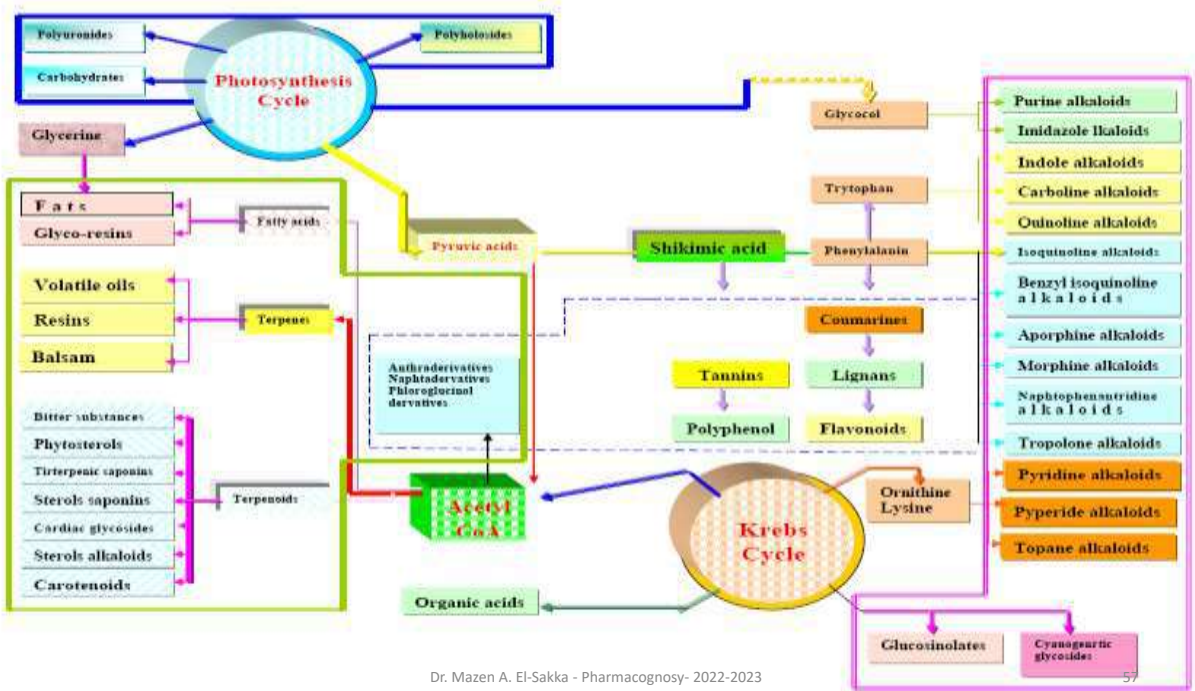 Polyuronides
Polyholosides
Carbohydrates
Photosynthesis
Cycle
Glycerine
Fats
Glyco-resins
Fatty acids
Volatile oils
Resins
Balsam
Terpenes
Bitter substances
Phytosterols
Tirterpenic saponins
Sterols saponins
Cardiac glycosides
Sterols alkaloids
Carotenoids
Terpenoids
Pyruvic acids
Anthraderivatives
Naphtadervatives
Phloroglucinal
dervatives
Acetyl
CoA
Organic acids
Shikimic acid
Glycocol
Trytophan
Phenylalanin
Coumarines
Tannins
Lignans
Polyphenol
Flavonoids
Krebs
Cycle
Ornithine
Lysine
Purine alkaloids
Imidazole lkaloids
Indole alkaloids
Carboline alkaloids
Quinoline alkaloids
Isoquinoline alkaloids
Benzyl isoquinoline
alkaloids
Aporphine alkaloids
Morphine alkaloids
Naphtophenantridine
alkaloids
Tropolone alkaloids
Pyridine alkaloids
Pyperide alkaloids
Topane alkaloids
Glucosinolates
Cyanogenetic
glycosides
Dr. Mazen A. El-Sakka - Pharmacognosy- 2022-2023
57